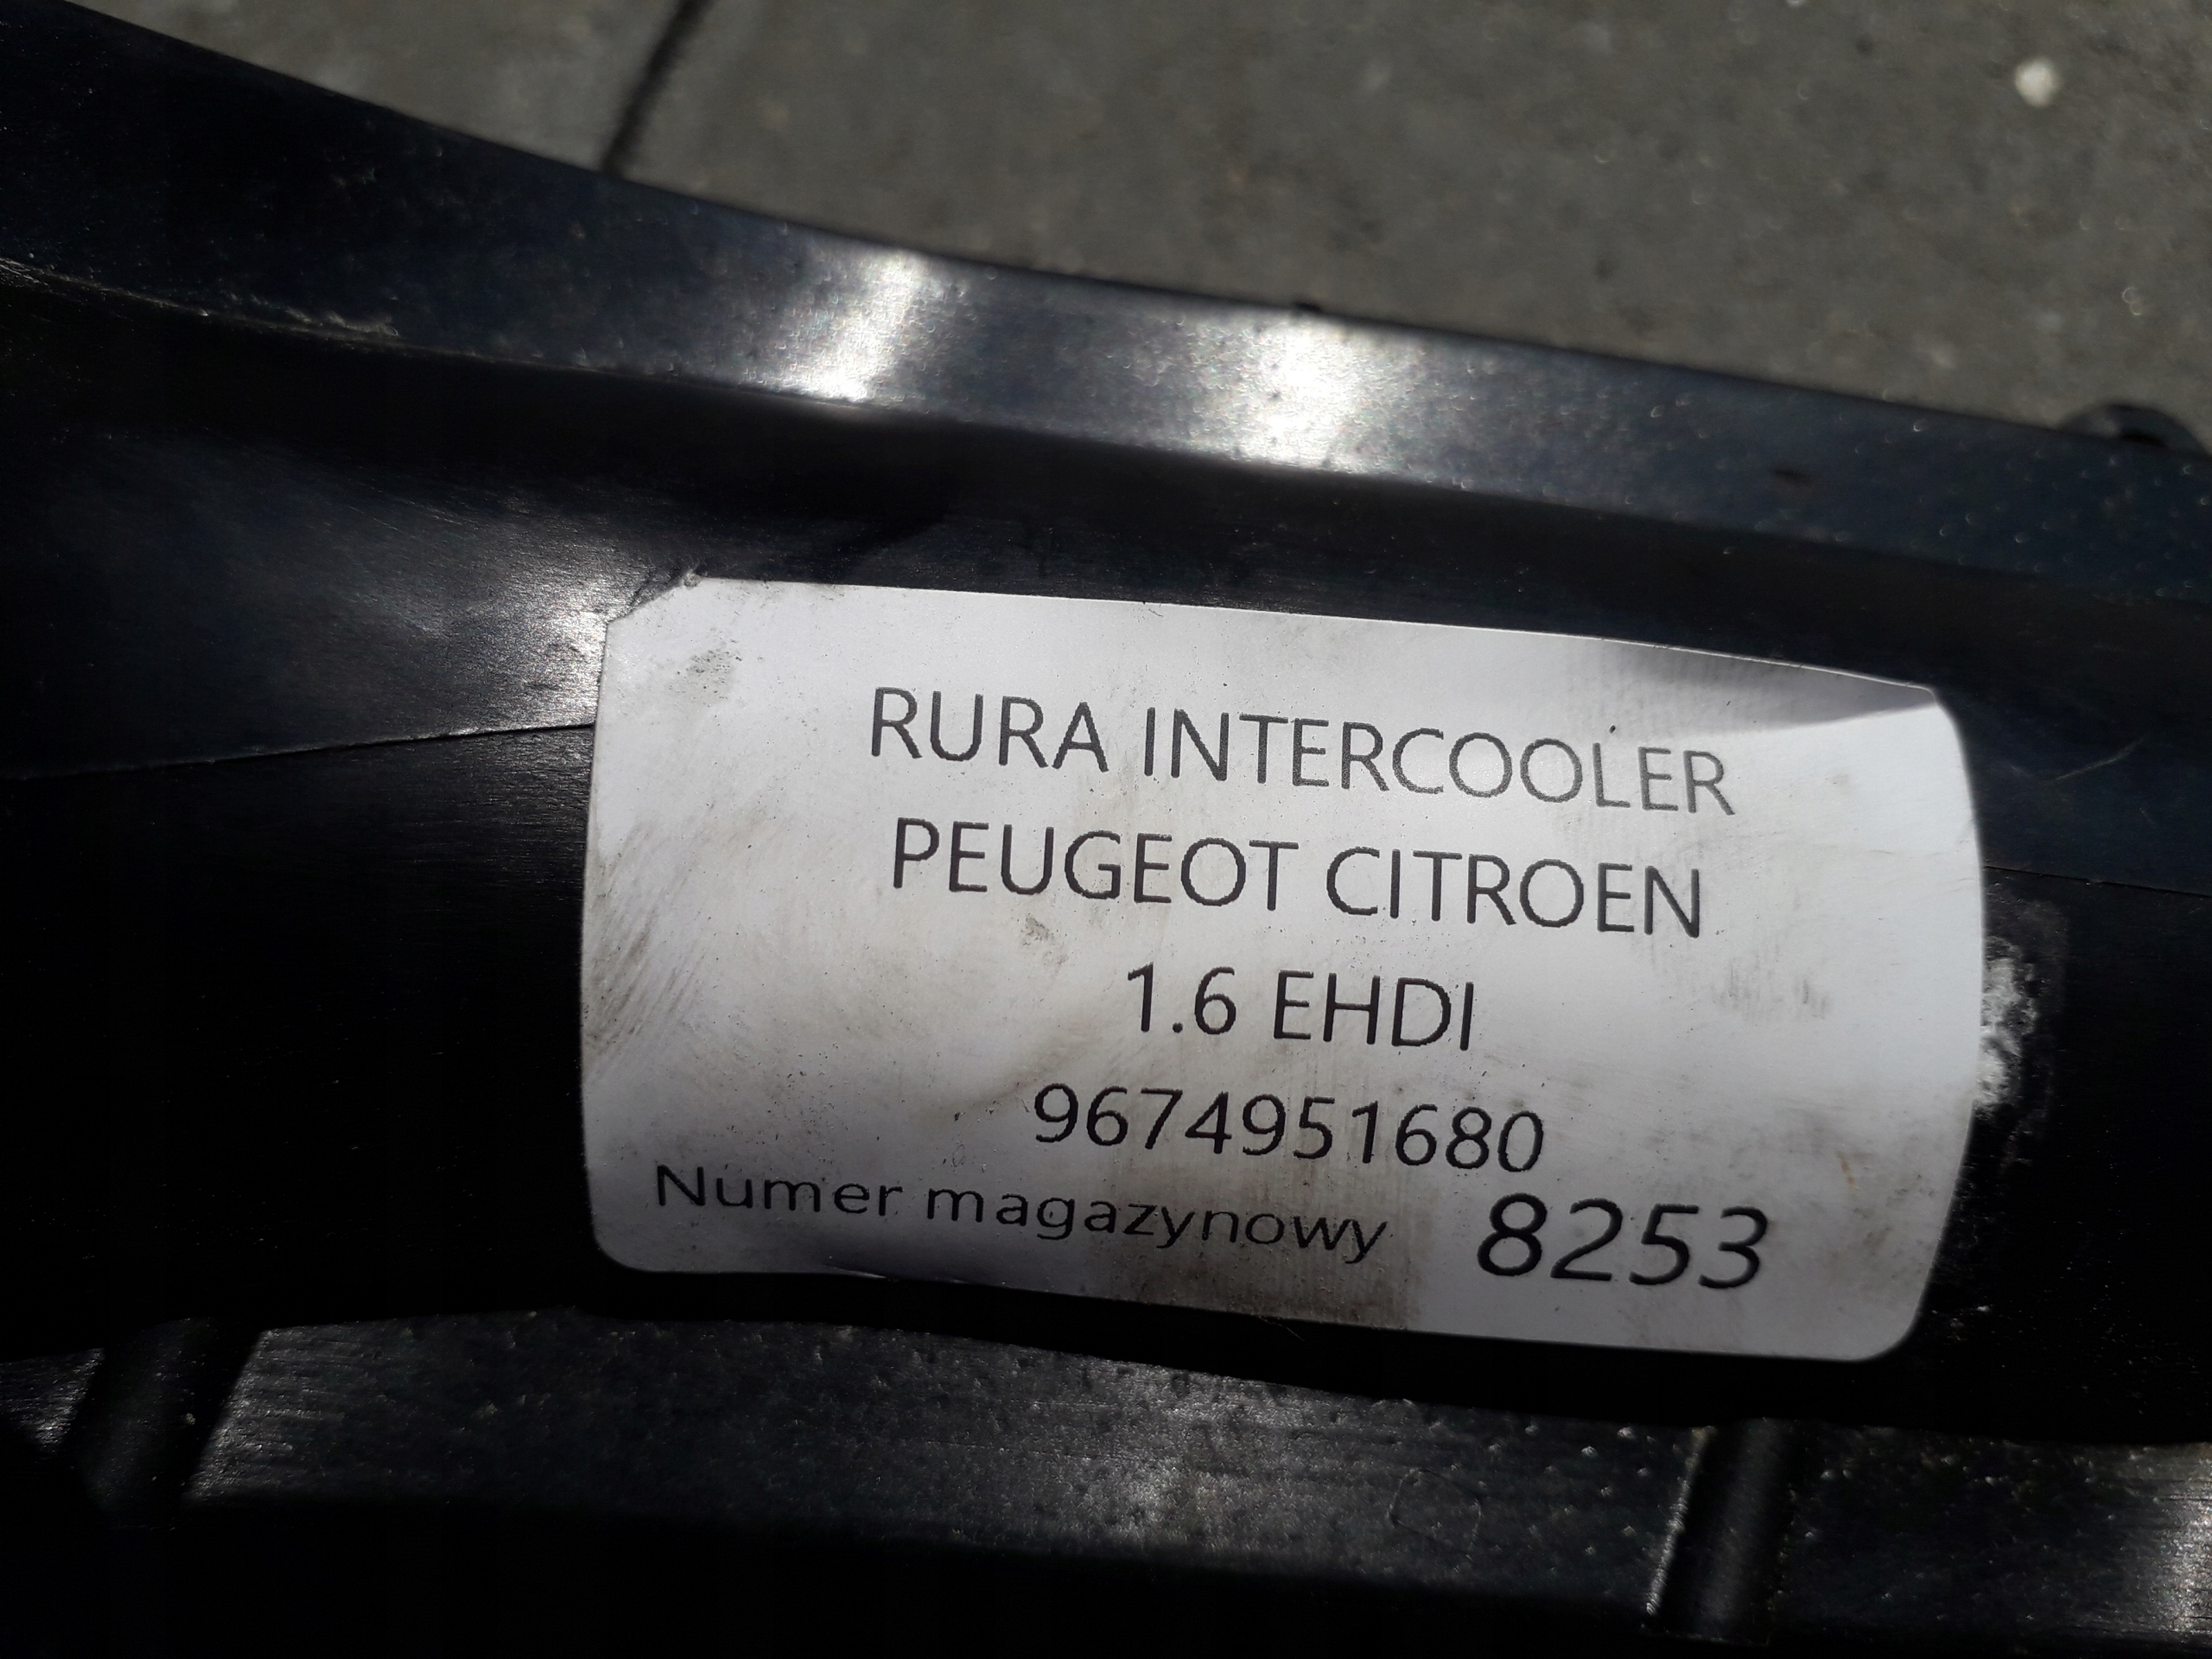 RURA INTERCOOLER
PEUGEOT CITROEN
1.6 EHDI
9674951680
Numer magazynowy 8253